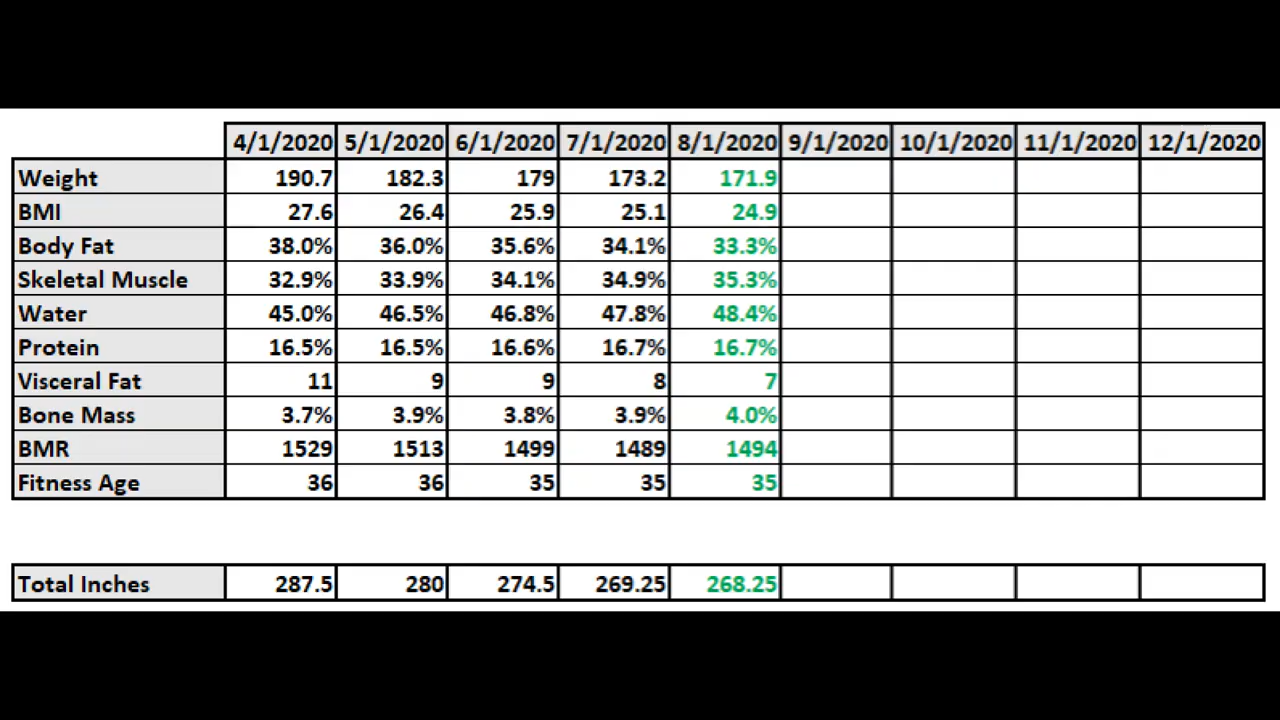 4/1/2020 5/1/2020 6/1/2020 7/1/2020 8/1/2020 9/1/2020 10/1/2020 11/1/2020 12/1/2020
Weight 190.7 182.3 179 173.2 171.9
BMI 27.6 26.4 25.9 25.1 24.9
Body Fat 38.0% 36.0% 35.6% 34.1% 33.3%
Skeletal Muscle 32.9% 33.9% 34.1% 34.9% 35.3%
Water 45.0% 46.5% 46.8% 47.8% 48.4%
Protein 16.5% 16.5% 16.6% 16.7% 16.7%
Visceral Fat 11 9 9 8 7
Bone Mass 3.7% 3.9% 3.8% 3.9% 4.0%
BMR 1529 1513 1499 1489 1494
Fitness Age 36 36 35 35 35
Total Inches 287.5 280 274.5 269.25 268.25